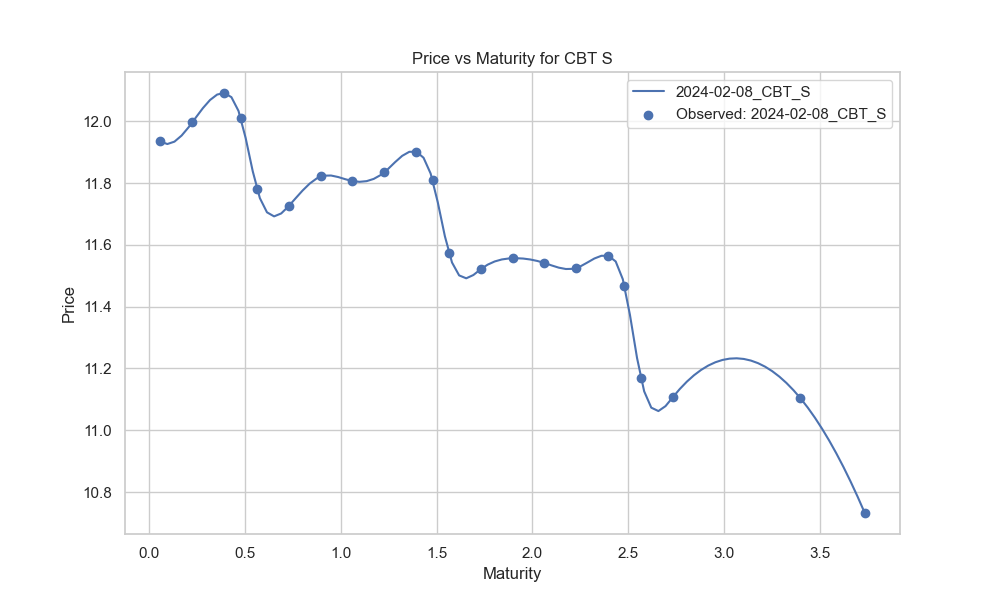 Price vs Maturity for CBT S
2024-02-08_CBT_S
Observed: 2024-02-08_CBT_S
12.0
11.8
11.6
11.4
11.2
11.0
10.8
Price
0.0 0.5 1.0 1.5 2.0 2.5 3.0 3.5
Maturity